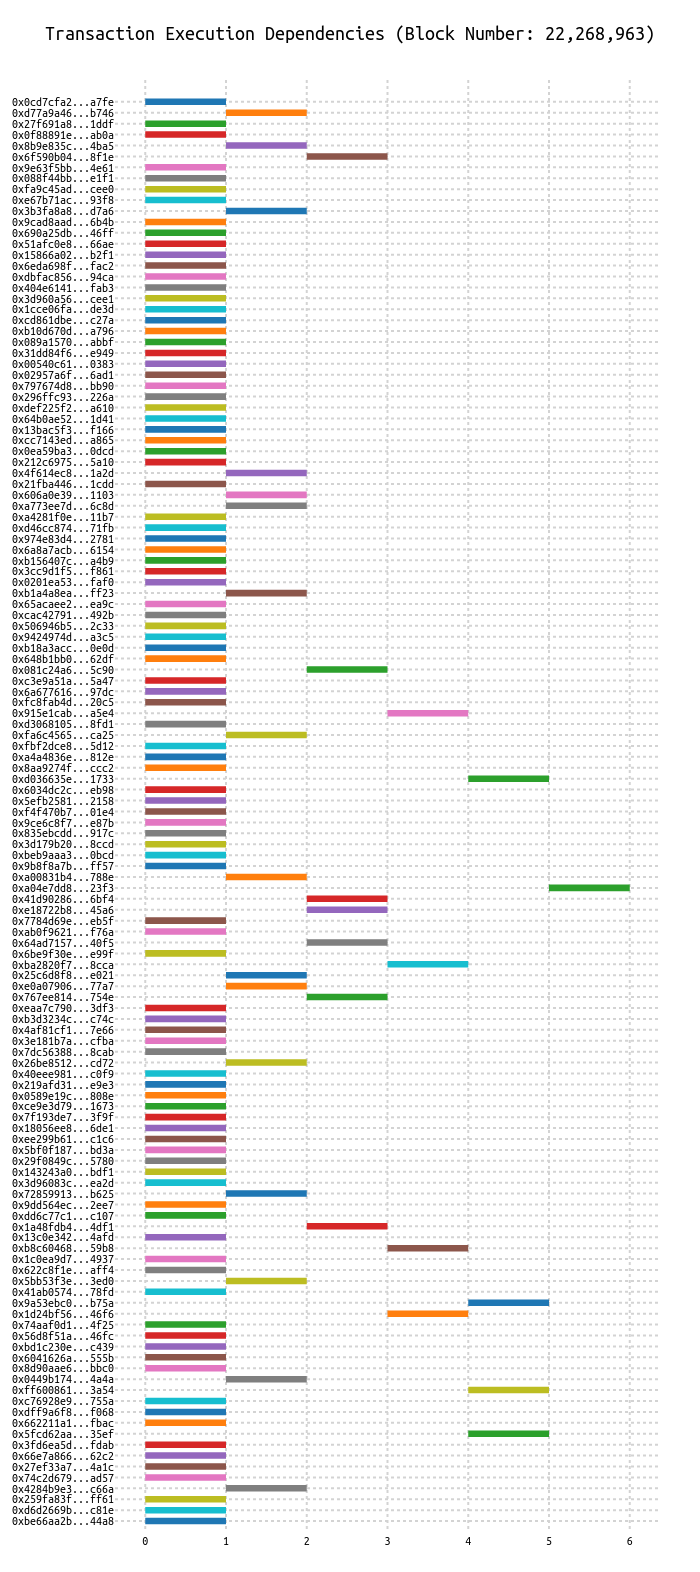 Transaction Execution Dependencies (Block Number: 22,268,963)
0x0cd7cfa2...a7fe
0xd77a9a46...b746
0x27f691a8...1ddf
0x0f88891e...ab0a
0x8b9e835c...4ba5
0x6f590b04...8f1e
0x9e63f5bb...4e61
0x088f44bb...e1f1
0xfa9c45ad...cee0
0xe67b71ac...93f8
0x3b3fa8a8...d7a6
0x9cad8aad...6b4b
0x690a25db...46ff
0x51afc0e8...66ae
0x15866a02...b2f1
0x6eda698f...fac2
0xdbfac856...94ca
0x404e6141...fab3
0x3d960a56...cee1
0x1cce06fa...de3d
0xcd861dbe...c27a
0xb10d670d...a796
0x089a1570...abbf
0x31dd84f6...e949
0x00540c61...0383
0x02957a6f...6ad1
0x797674d8...bb90
0x296ffc93...226a
0xdef225f2...a610
0x64b0ae52...1d41
0x13bac5f3...f166
0xcc7143ed...a865
0x0ea59ba3...0dcd
0x212c6975...5a10
0x4f614ec8...1a2d
0x21fba446...1cdd
0x606a0e39...1103
0xa773ee7d...6c8d
0xa4281f0e...11b7
0xd46cc874...71fb
0x974e83d4...2781
0x6a8a7acb...6154
0xb156407c...a4b9
0x3cc9d1f5...f861
0x0201ea53...faf0
0xb1a4a8ea...ff23
0x65acaee2...ea9c
0xcac42791...492b
0x506946b5...2c33
0x9424974d...a3c5
0xb18a3acc...0e0d
0x648b1bb0...62df
0x081c24a6...5c90
0xc3e9a51a...5a47
0x6a677616...97dc
0xfc8fab4d...20c5
0x915e1cab...a5e4
0xd3068105...8fd1
0xfa6c4565...ca25
0xfbf2dce8...5d12
0xa4a4836e...812e
0x8aa9274f...ccc2
0xd036635e...1733
0x6034dc2c...eb98
0x5efb2581...2158
0xf4f470b7...01e4
0x9ce6c8f7...e87b
0x835ebcdd...917c
0x3d179b20...8ccd
0xbeb9aaa3...0bcd
0x9b8f8a7b...ff57
0xa00831b4...788e
0xa04e7dd8...23f3
0x41d90286...6bf4
0xe18722b8...45a6
0x7784d69e...eb5f
0xab0f9621...f76a
0x64ad7157...40f5
0x6be9f30e...e99f
0xba2820f7...8cca
0x25c6d8f8...e021
0xe0a07906...77a7
0x767ee814...754e
0xeaa7c790...3df3
0xb3d3234c...c74c
0x4af81cf1...7e66
0x3e181b7a...cfba
0x7dc56388...8cab
0x26be8512...cd72
0x40eee981...c0f9
0x219afd31...e9e3
0x0589e19c...808e
0xce9e3d79...1673
0x7f193de7...3f9f
0x18056ee8...6de1
0xee299b61...c1c6
0x5bf0f187...bd3a
0x29f0849c...5780
0x143243a0...bdf1
0x3d96083c...ea2d
0x72859913...b625
0x9dd564ec...2ee7
0xdd6c77c1...c107
0x1a48fdb4...4df1
0x13c0e342...4afd
0xb8c60468...59b8
0x1c0ea9d7...4937
0x622c8f1e...aff4
0x5bb53f3e...3ed0
0x41ab0574...78fd
0x9a53ebc0...b75a
0x1d24bf56...46f6
0x74aaf0d1...4f25
0x56d8f51a...46fc
0xbd1c230e...c439
0x6041626a...555b
0x8d90aae6...bbc0
0x0449b174...4a4a
0xff600861...3a54
0xc76928e9...755a
0xdff9a6f8...f068
0x662211a1...fbac
0x5fcd62aa...35ef
0x3fd6ea5d...fdab
0x66e7a866...62c2
0x27ef33a7...4a1c
0x74c2d679...ad57
0x4284b9e3...c66a
0x259fa83f...ff61
0xd6d2669b...c81e
0xbe66aa2b...44a8
0 1 2 3 4 5 6